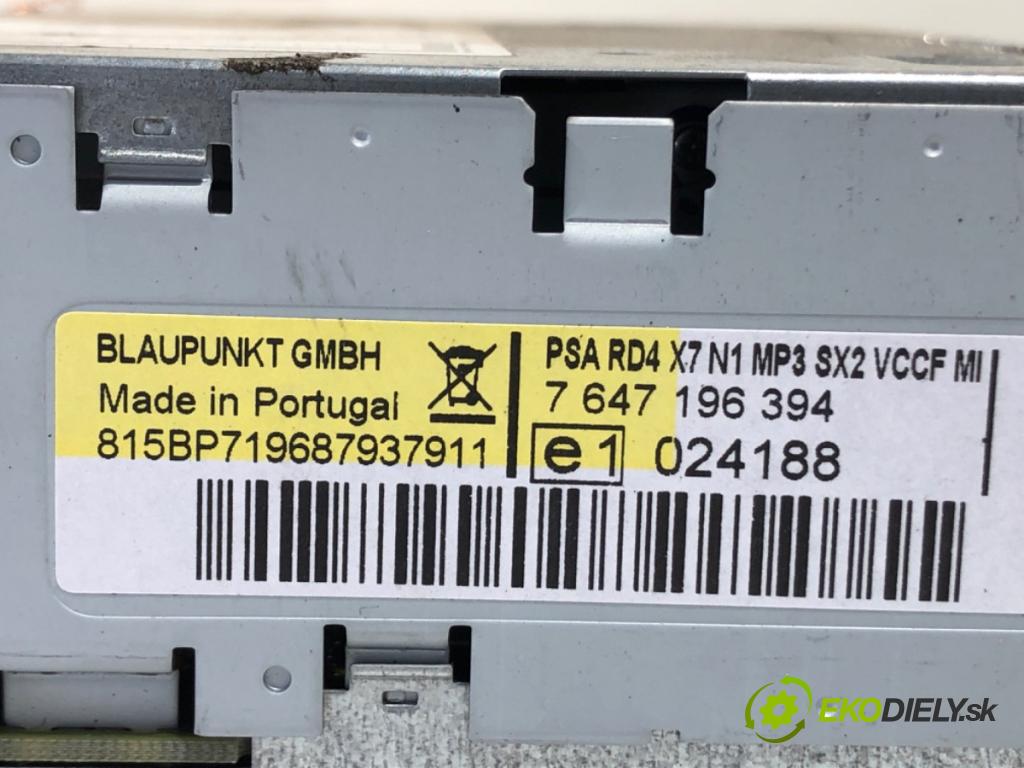 BLAUPUNKT GMBH
Made in Portugal
815BP719687937911
PSA RD4 X7 N1 MP3 SX2 VCCF MI
7 647 196 394
e1 024188
EKODIELY.sk